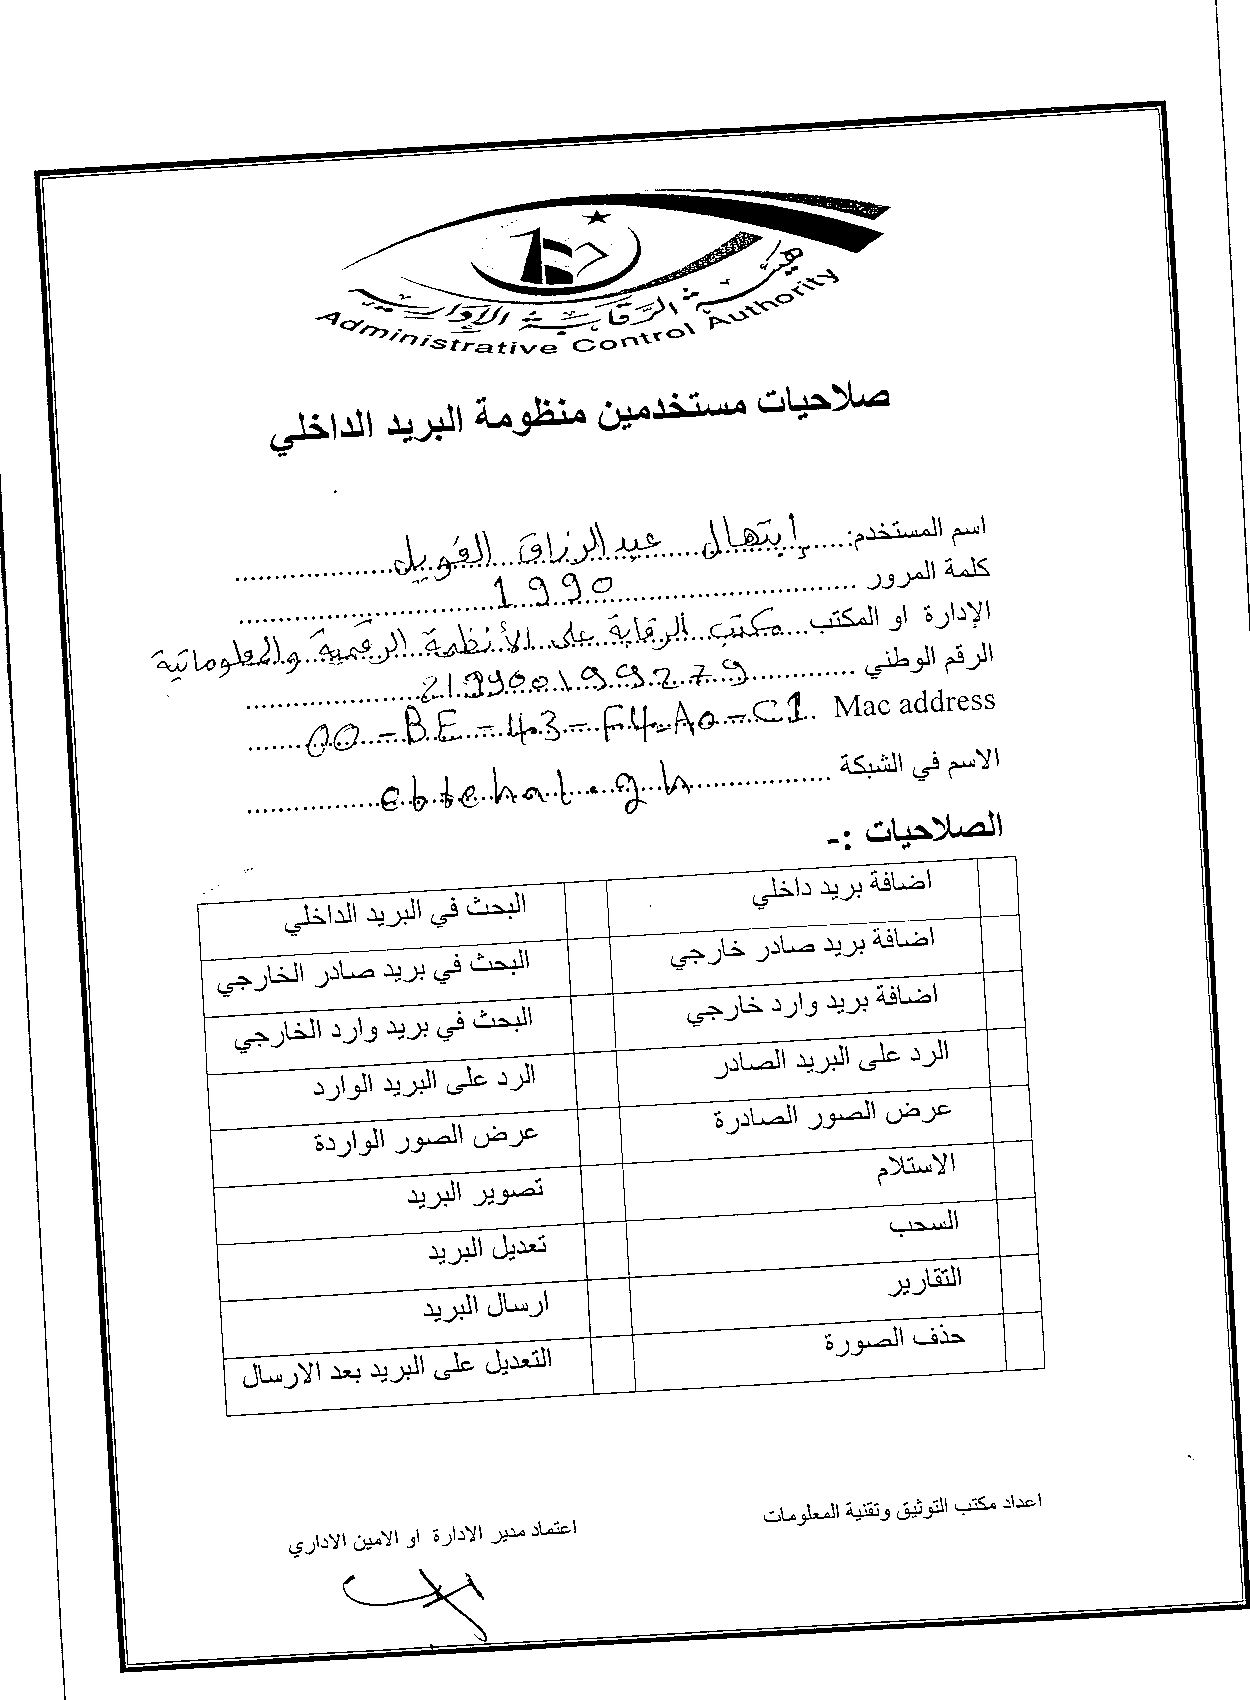 هيئة الرقابة الإدارية
Administrative Control Authority
صلاحيات مستخدمين منظومة البريد الداخلي
اسم المستخدم: إبتهال عبد الرزاق الغويل
كلمة المرور 1990
الإدارة او المكتب مكتب الرقابة على الأنظمة الرقمية والمعلوماتية
الرقم الوطني 219900199279
Mac address 00-BE-43-F4-A0-C1
الاسم في الشبكة ebtehal.gh
الصلاحيات :-
اضافة بريد داخلي البحث في البريد الداخلي
اضافة بريد صادر خارجي البحث في بريد صادر الخارجي
اضافة بريد وارد خارجي البحث في بريد وارد الخارجي
الرد على البريد الصادر الرد على البريد الوارد
عرض الصور الصادرة عرض الصور الواردة
الاستلام تصوير البريد
السحب تعديل البريد
التقارير ارسال البريد
حذف الصورة التعديل على البريد بعد الارسال
اعداد مكتب التوثيق وتقنية المعلومات اعتماد مدير الادارة او الامين الاداري